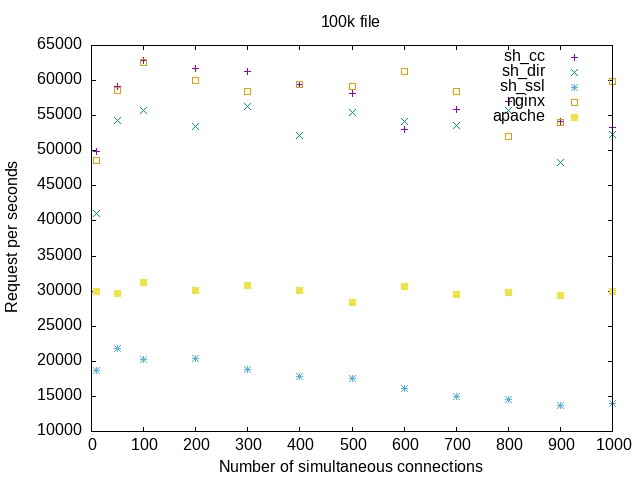 100k file
65000
60000
55000
50000
45000
40000
35000
30000
25000
20000
15000
10000
Request per seconds
sh_cc
sh_dir
sh_ssl
nginx
apache
0 100 200 300 400 500 600 700 800 900 1000
Number of simultaneous connections